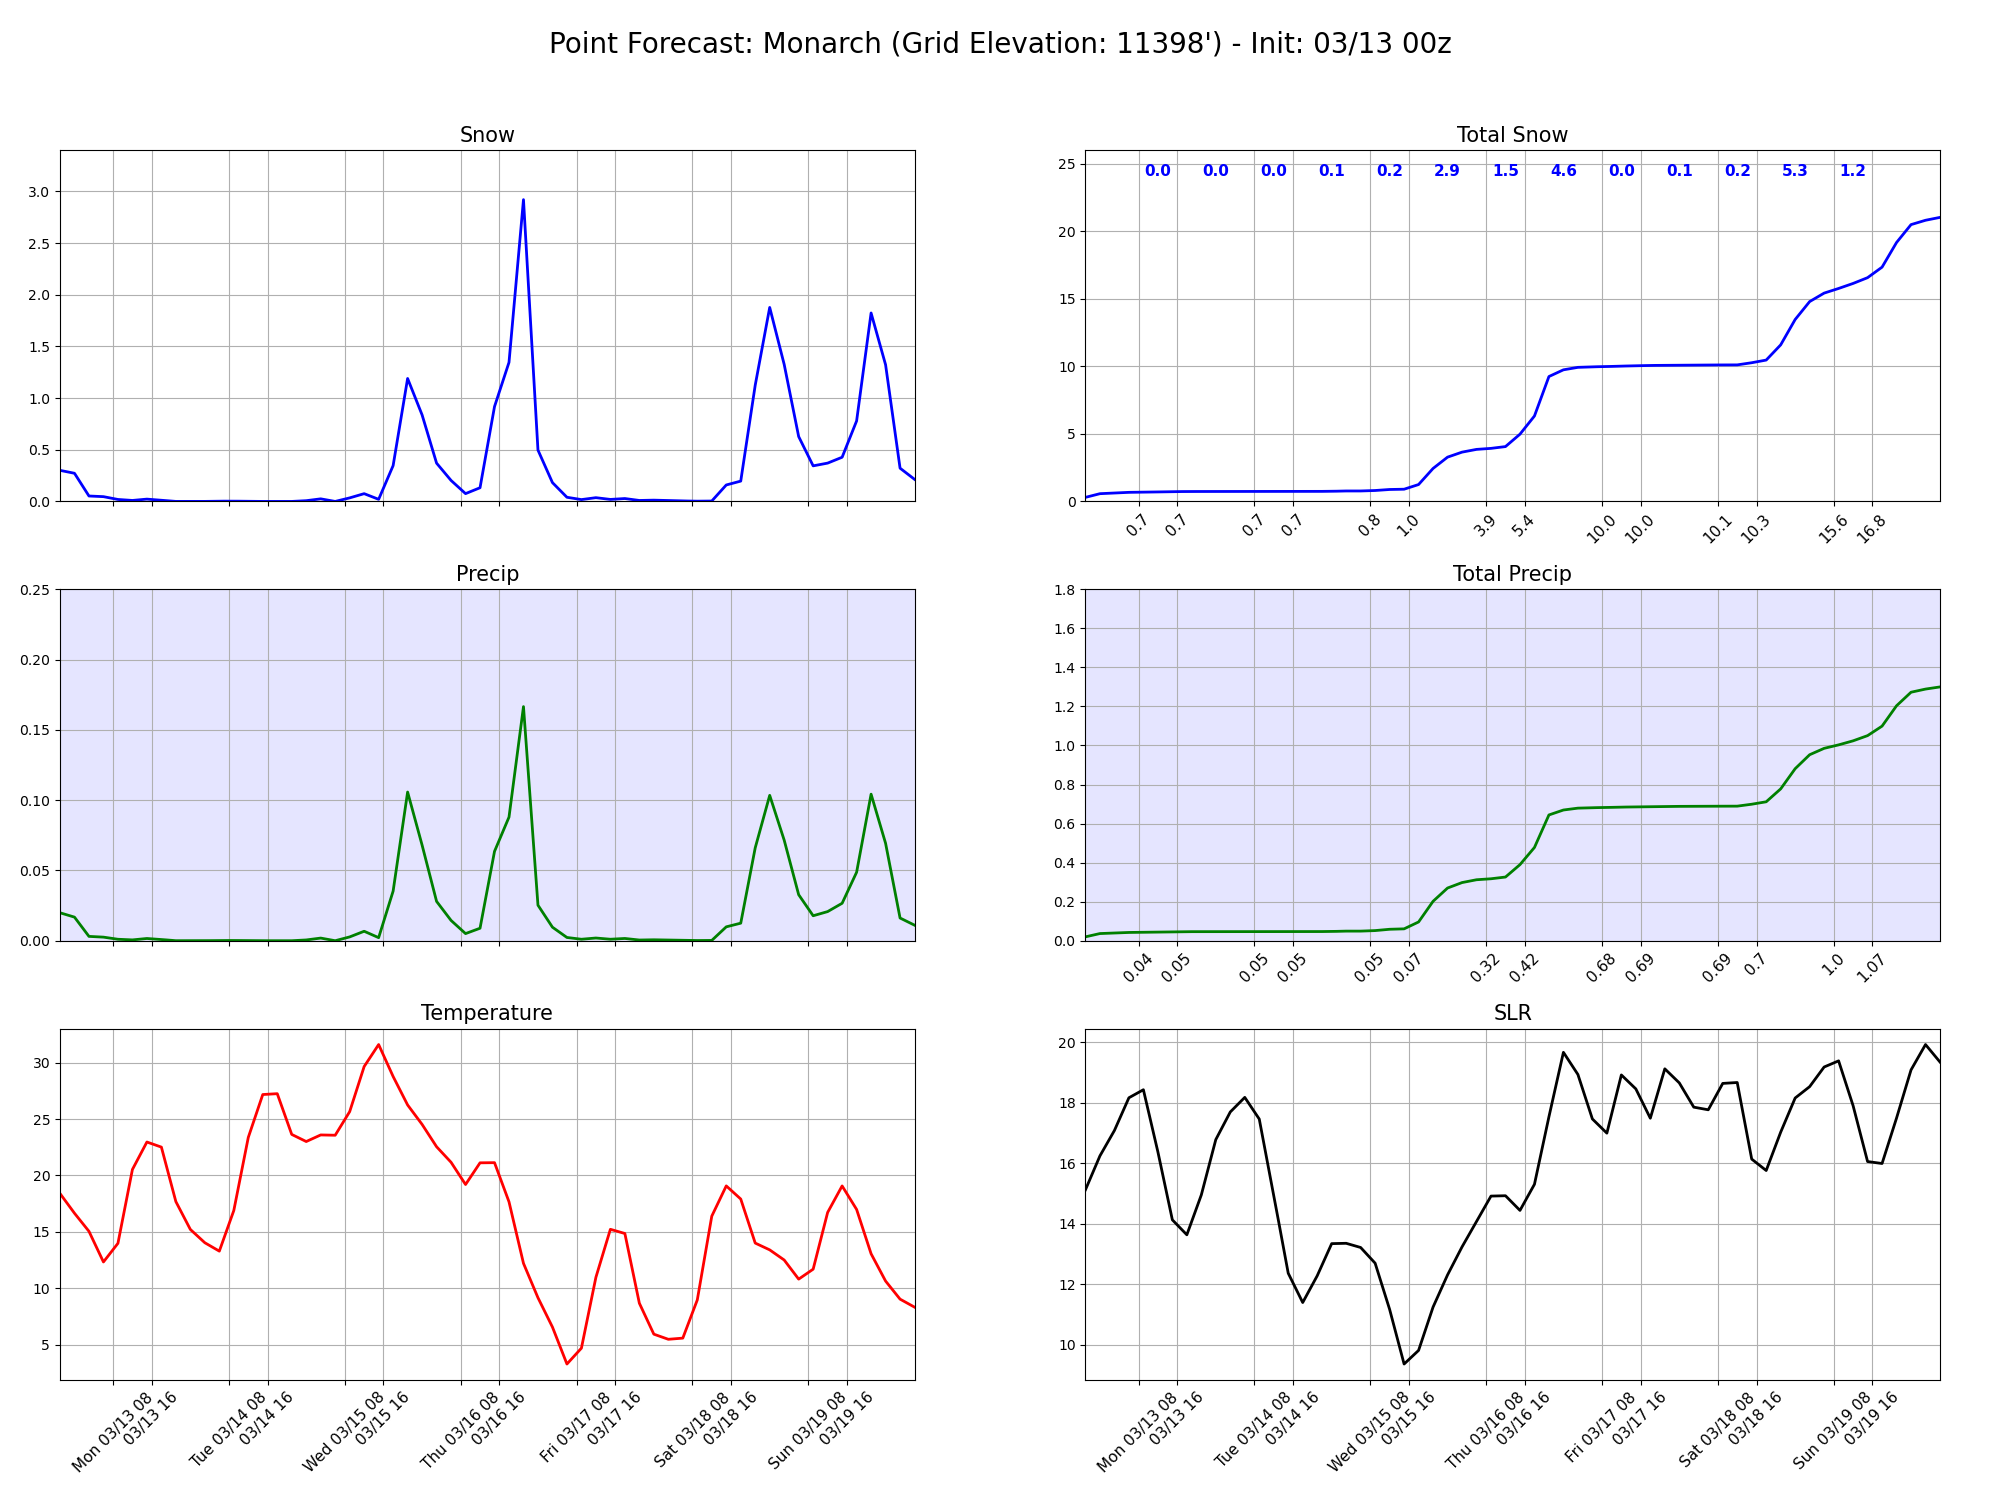 Point Forecast: Monarch (Grid Elevation: 11398') - Init: 03/13 00z
Snow
3.0
2.5
2.0
1.5
1.0
0.5
0.0
Total Snow
25
20
15
10
5
0
0.0 0.0 0.0 0.1 0.2 2.9 1.5 4.6 0.0 0.1 0.2 5.3 1.2
0.7 0.7 0.7 0.7 0.8 1.0 3.9 5.4 10.0 10.0 10.1 10.3 15.6 16.8
Precip
0.25
0.20
0.15
0.10
0.05
0.00
Total Precip
1.8
1.6
1.4
1.2
1.0
0.8
0.6
0.4
0.2
0.0
0.04 0.05 0.05 0.05 0.05 0.07 0.32 0.42 0.68 0.69 0.69 0.7 1.0 1.07
Temperature
30
25
20
15
10
5
Mon 03/13 08
03/13 16
Tue 03/14 08
03/14 16
Wed 03/15 08
03/15 16
Thu 03/16 08
03/16 16
Fri 03/17 08
03/17 16
Sat 03/18 08
03/18 16
Sun 03/19 08
03/19 16
SLR
20
18
16
14
12
10
Mon 03/13 08
03/13 16
Tue 03/14 08
03/14 16
Wed 03/15 08
03/15 16
Thu 03/16 08
03/16 16
Fri 03/17 08
03/17 16
Sat 03/18 08
03/18 16
Sun 03/19 08
03/19 16